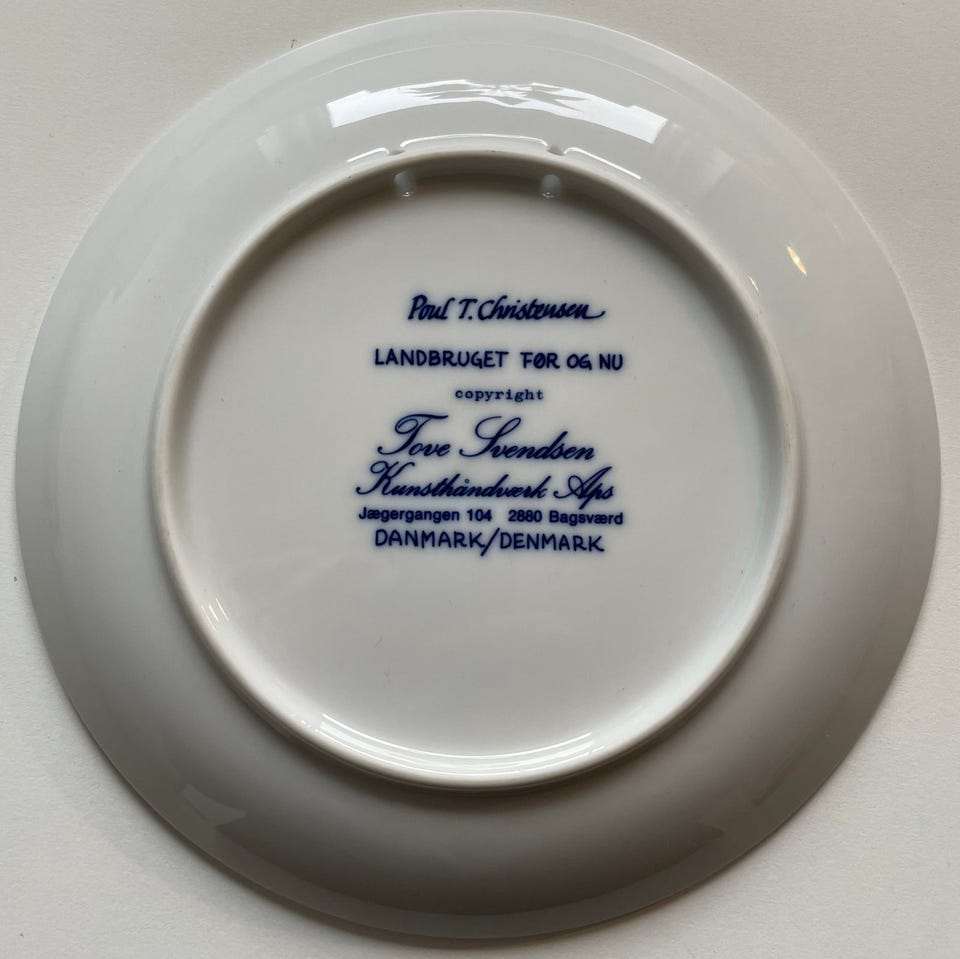 Poul T. Christensen
LANDBRUGET FØR OG NU
copyright
Tove Svendsen
Kunsthåndværk Aps
Jægergangen 104 2880 Bagsværd
DANMARK/DENMARK